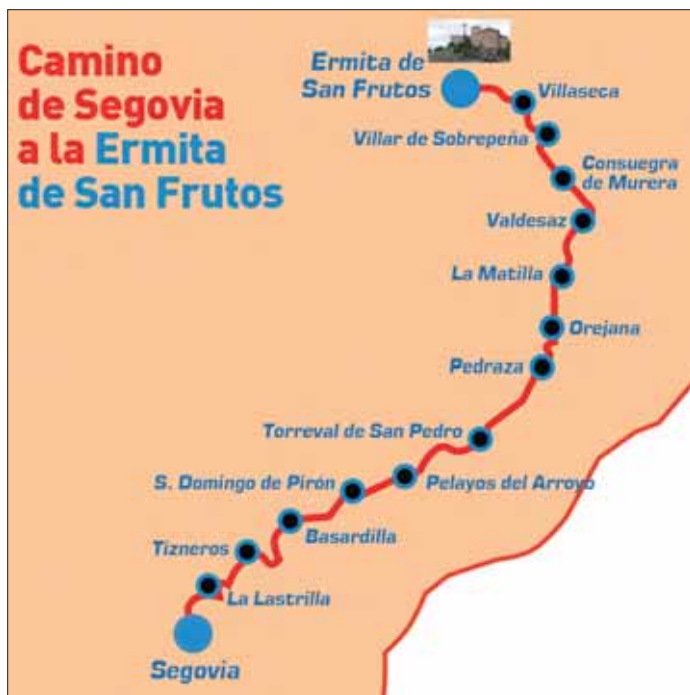 Camino
de Segovia
a la Ermita
de San Frutos
Ermita de
San Frutos
Villaseca
Villar de Sobrepeña
Consuegra
de Murera
Valdesaz
La Matilla
Orejana
Pedraza
Torreval de San Pedro
S. Domingo de Pirón
Pelayos del Arroyo
Basardilla
Tizneros
La Lastrilla
Segovia